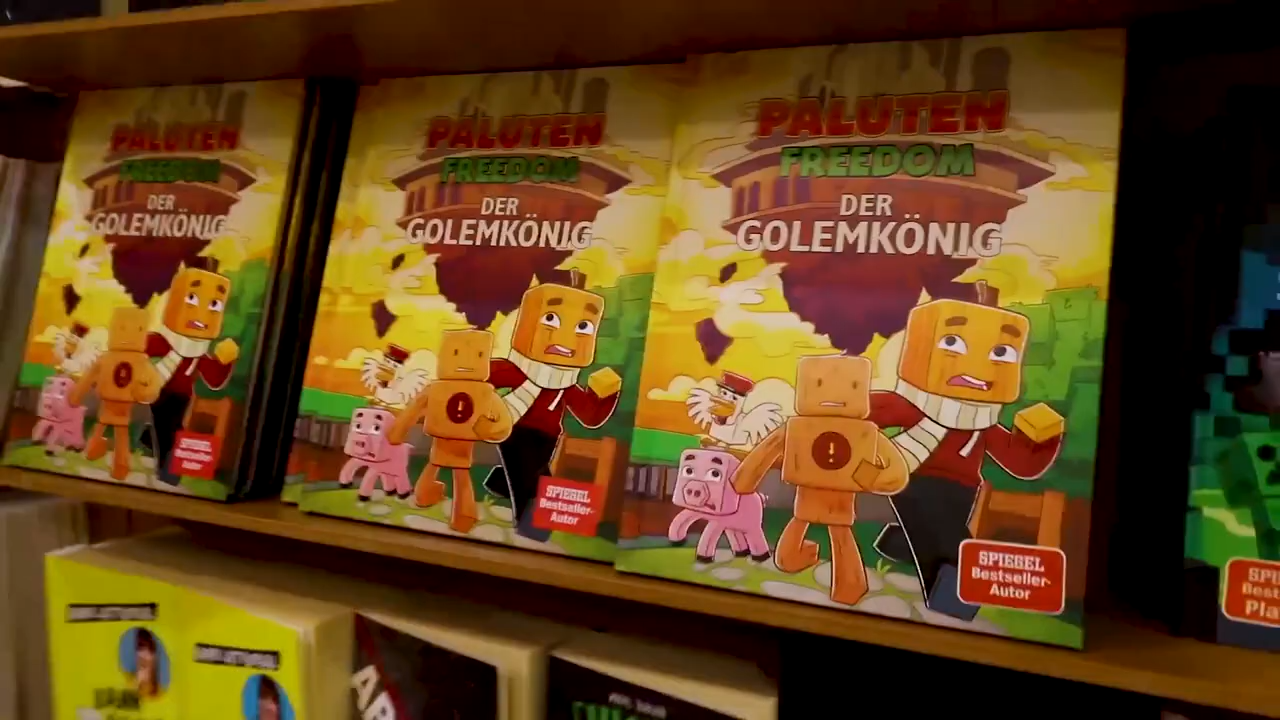 PALUTEN
FREEDOM
DER
GOLEMKÖNIG
SPIEGEL
Bestseller-
Autor
PALUTEN
FREEDOM
DER
GOLEMKÖNIG
SPIEGEL
Bestseller-
Autor
PALUTEN
FREEDOM
DER
GOLEMKÖNIG
SPIEGEL
Bestseller-
Autor